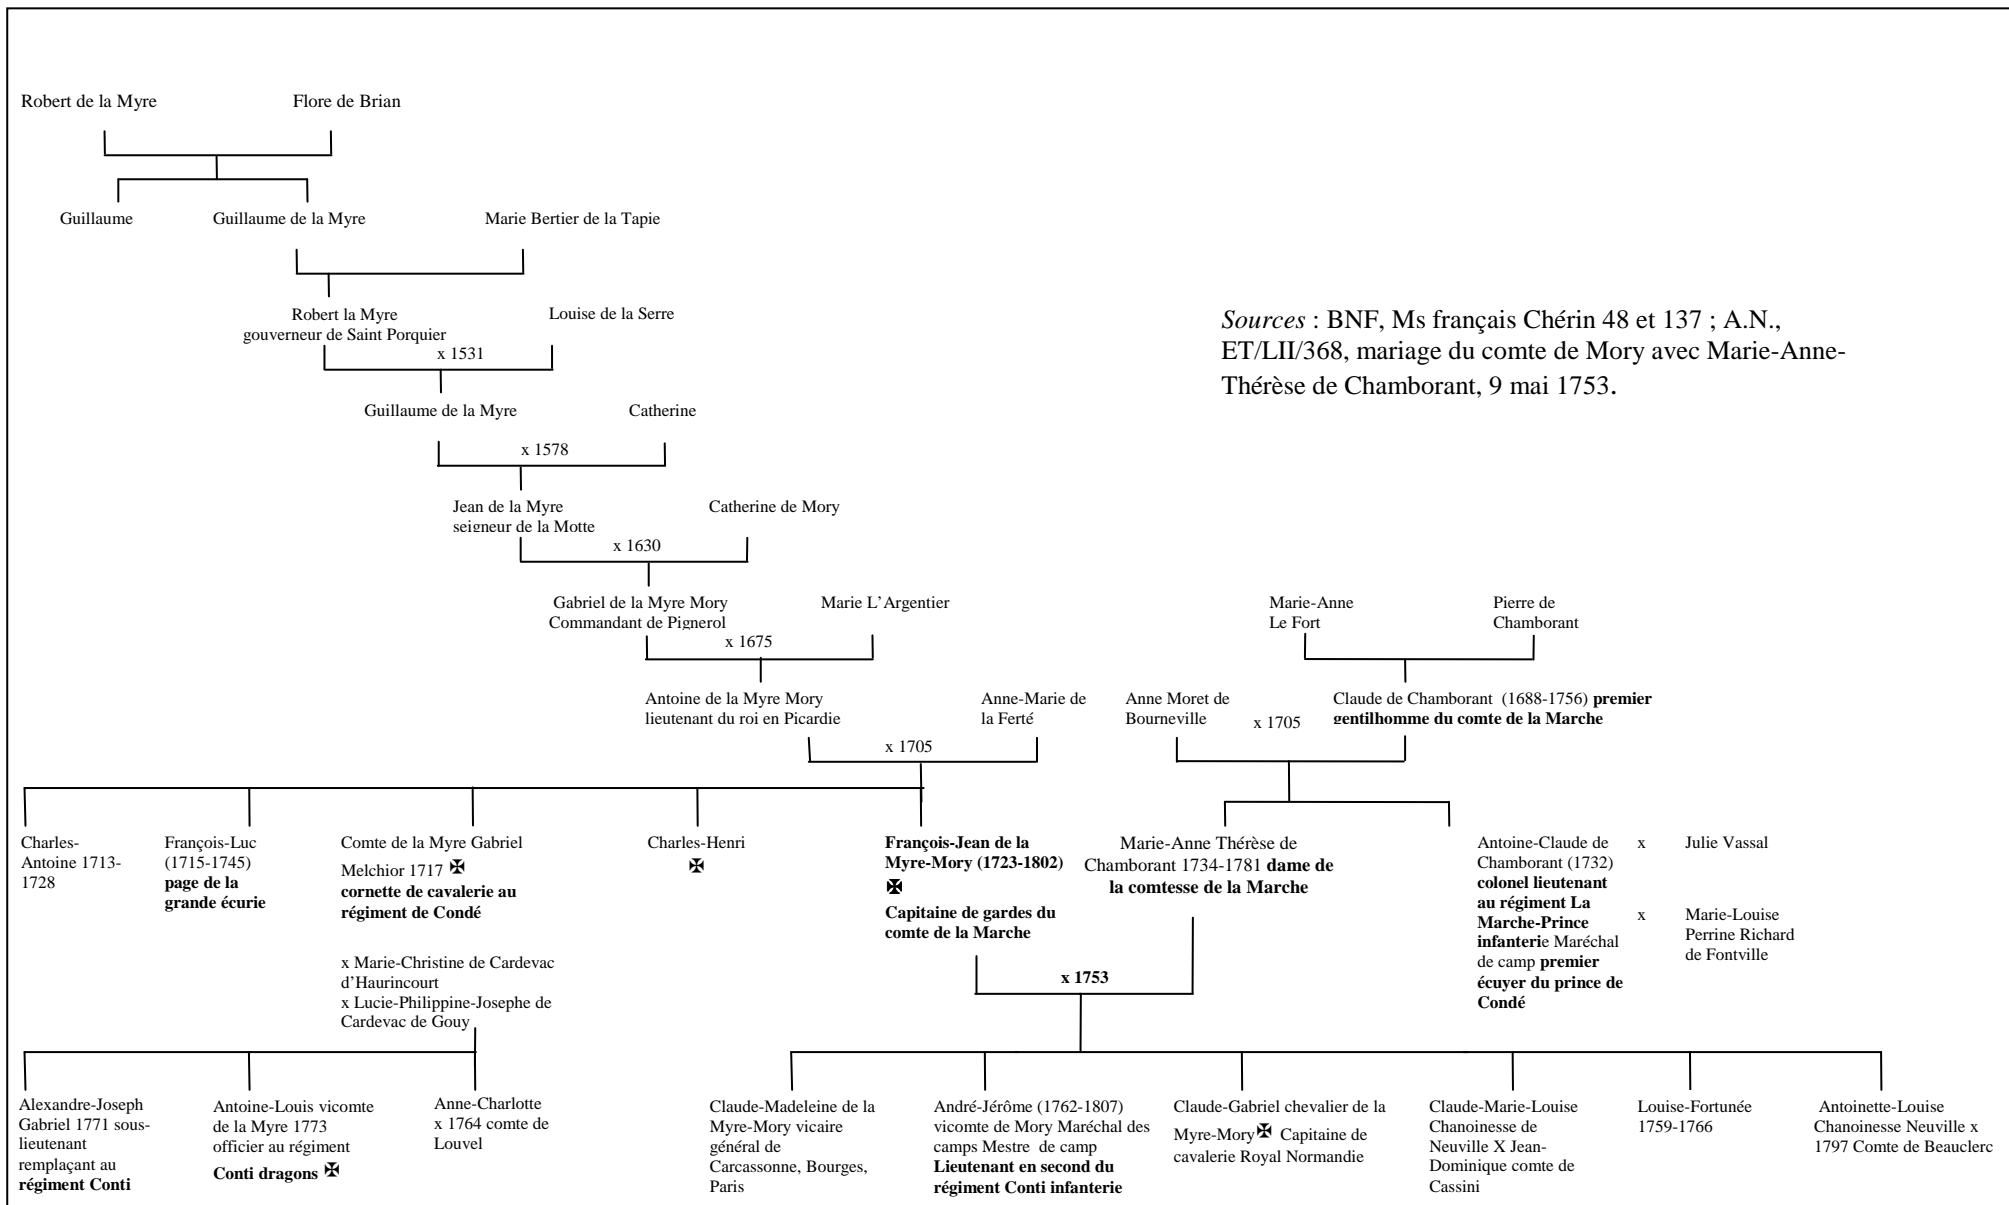 Robert de la Myre
Flore de Brian
Guillaume
Guillaume de la Myre
Marie Bertier de la Tapie
Robert la Myre
gouverneur de Saint Porquier
Louise de la Serre
x 1531
Sources : BNF, Ms français Chérin 48 et 137 ; A.N.,
ET/LII/368, mariage du comte de Mory avec Marie-Anne-
Thérèse de Chamborant, 9 mai 1753.
Guillaume de la Myre
Catherine
x 1578
Jean de la Myre
seigneur de la Motte
Catherine de Mory
x 1630
Gabriel de la Myre Mory
Commandant de Pignerol
Marie L'Argentier
x 1675
Marie-Anne
Le Fort
Pierre de
Chamborant
Antoine de la Myre Mory
lieutenant du roi en Picardie
Anne-Marie de
la Ferté
x 1705
Anne Moret de
Bourneville
x 1705
Claude de Chamborant (1688-1756) premier
gentilhomme du comte de la Marche
Charles-
Antoine 1713-
1728
François-Luc
(1715-1745)
page de la
grande écurie
Comte de la Myre Gabriel
Melchior 1717 ✠
cornette de cavalerie au
régiment de Condé
x Marie-Christine de Cardevac
d'Haurincourt
x Lucie-Philippine-Josephe de
Cardevac de Gouy
Charles-Henri
✠
François-Jean de la
Myre-Mory (1723-1802)
✠
Capitaine de gardes du
comte de la Marche
Marie-Anne Thérèse de
Chamborant 1734-1781 dame de
la comtesse de la Marche
x 1753
Antoine-Claude de
Chamborant (1732)
colonel lieutenant
au régiment La
Marche-Prince
infanterie Maréchal
de camp premier
écuyer du prince de
Condé
x Julie Vassal
x Marie-Louise
Perrine Richard
de Fontville
Alexandre-Joseph
Gabriel 1771 sous-
lieutenant
remplaçant au
régiment Conti
Antoine-Louis vicomte
de la Myre 1773
officier au régiment
Conti dragons ✠
Anne-Charlotte
x 1764 comte de
Louvel
Claude-Madeleine de la
Myre-Mory vicaire
général de
Carcassonne, Bourges,
Paris
André-Jérôme (1762-1807)
vicomte de Mory Maréchal des
camps Mestre de camp
Lieutenant en second du
régiment Conti infanterie
Claude-Gabriel chevalier de la
Myre-Mory ✠ Capitaine de
cavalerie Royal Normandie
Claude-Marie-Louise
Chanoinesse de
Neuville X Jean-
Dominique comte de
Cassini
Louise-Fortunée
1759-1766
Antoinette-Louise
Chanoinesse Neuville x
1797 Comte de Beauclerc